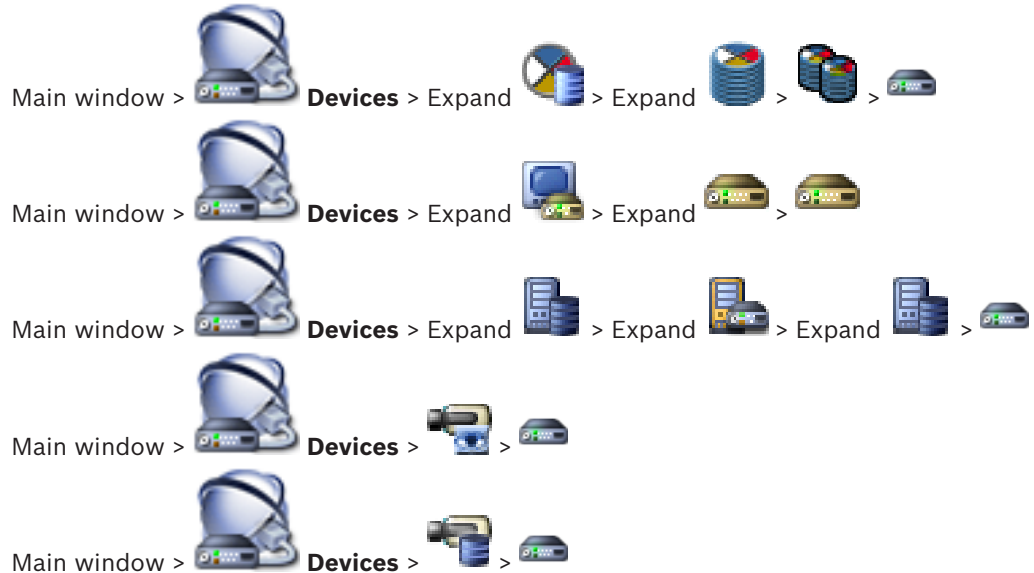 Main window > Devices > Expand > Expand > >
Main window > Devices > Expand > Expand >
Main window > Devices > Expand > Expand > Expand >
Main window > Devices > >
Main window > Devices > >